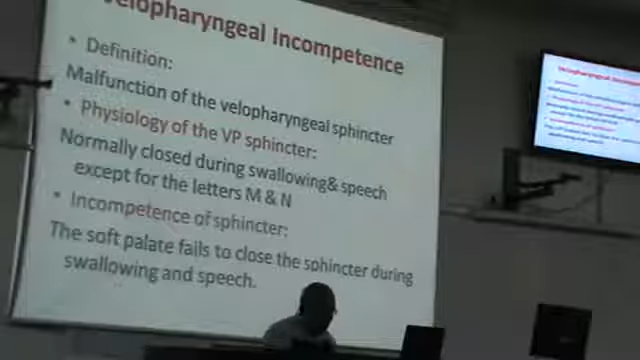 Velopharyngeal Incompetence
• Definition:
Malfunction of the velopharyngeal sphincter
• Physiology of the VP sphincter:
Normally closed during swallowing& speech
except for the letters M & N
• Incompetence of sphincter:
The soft palate fails to close the sphincter during
swallowing and speech.